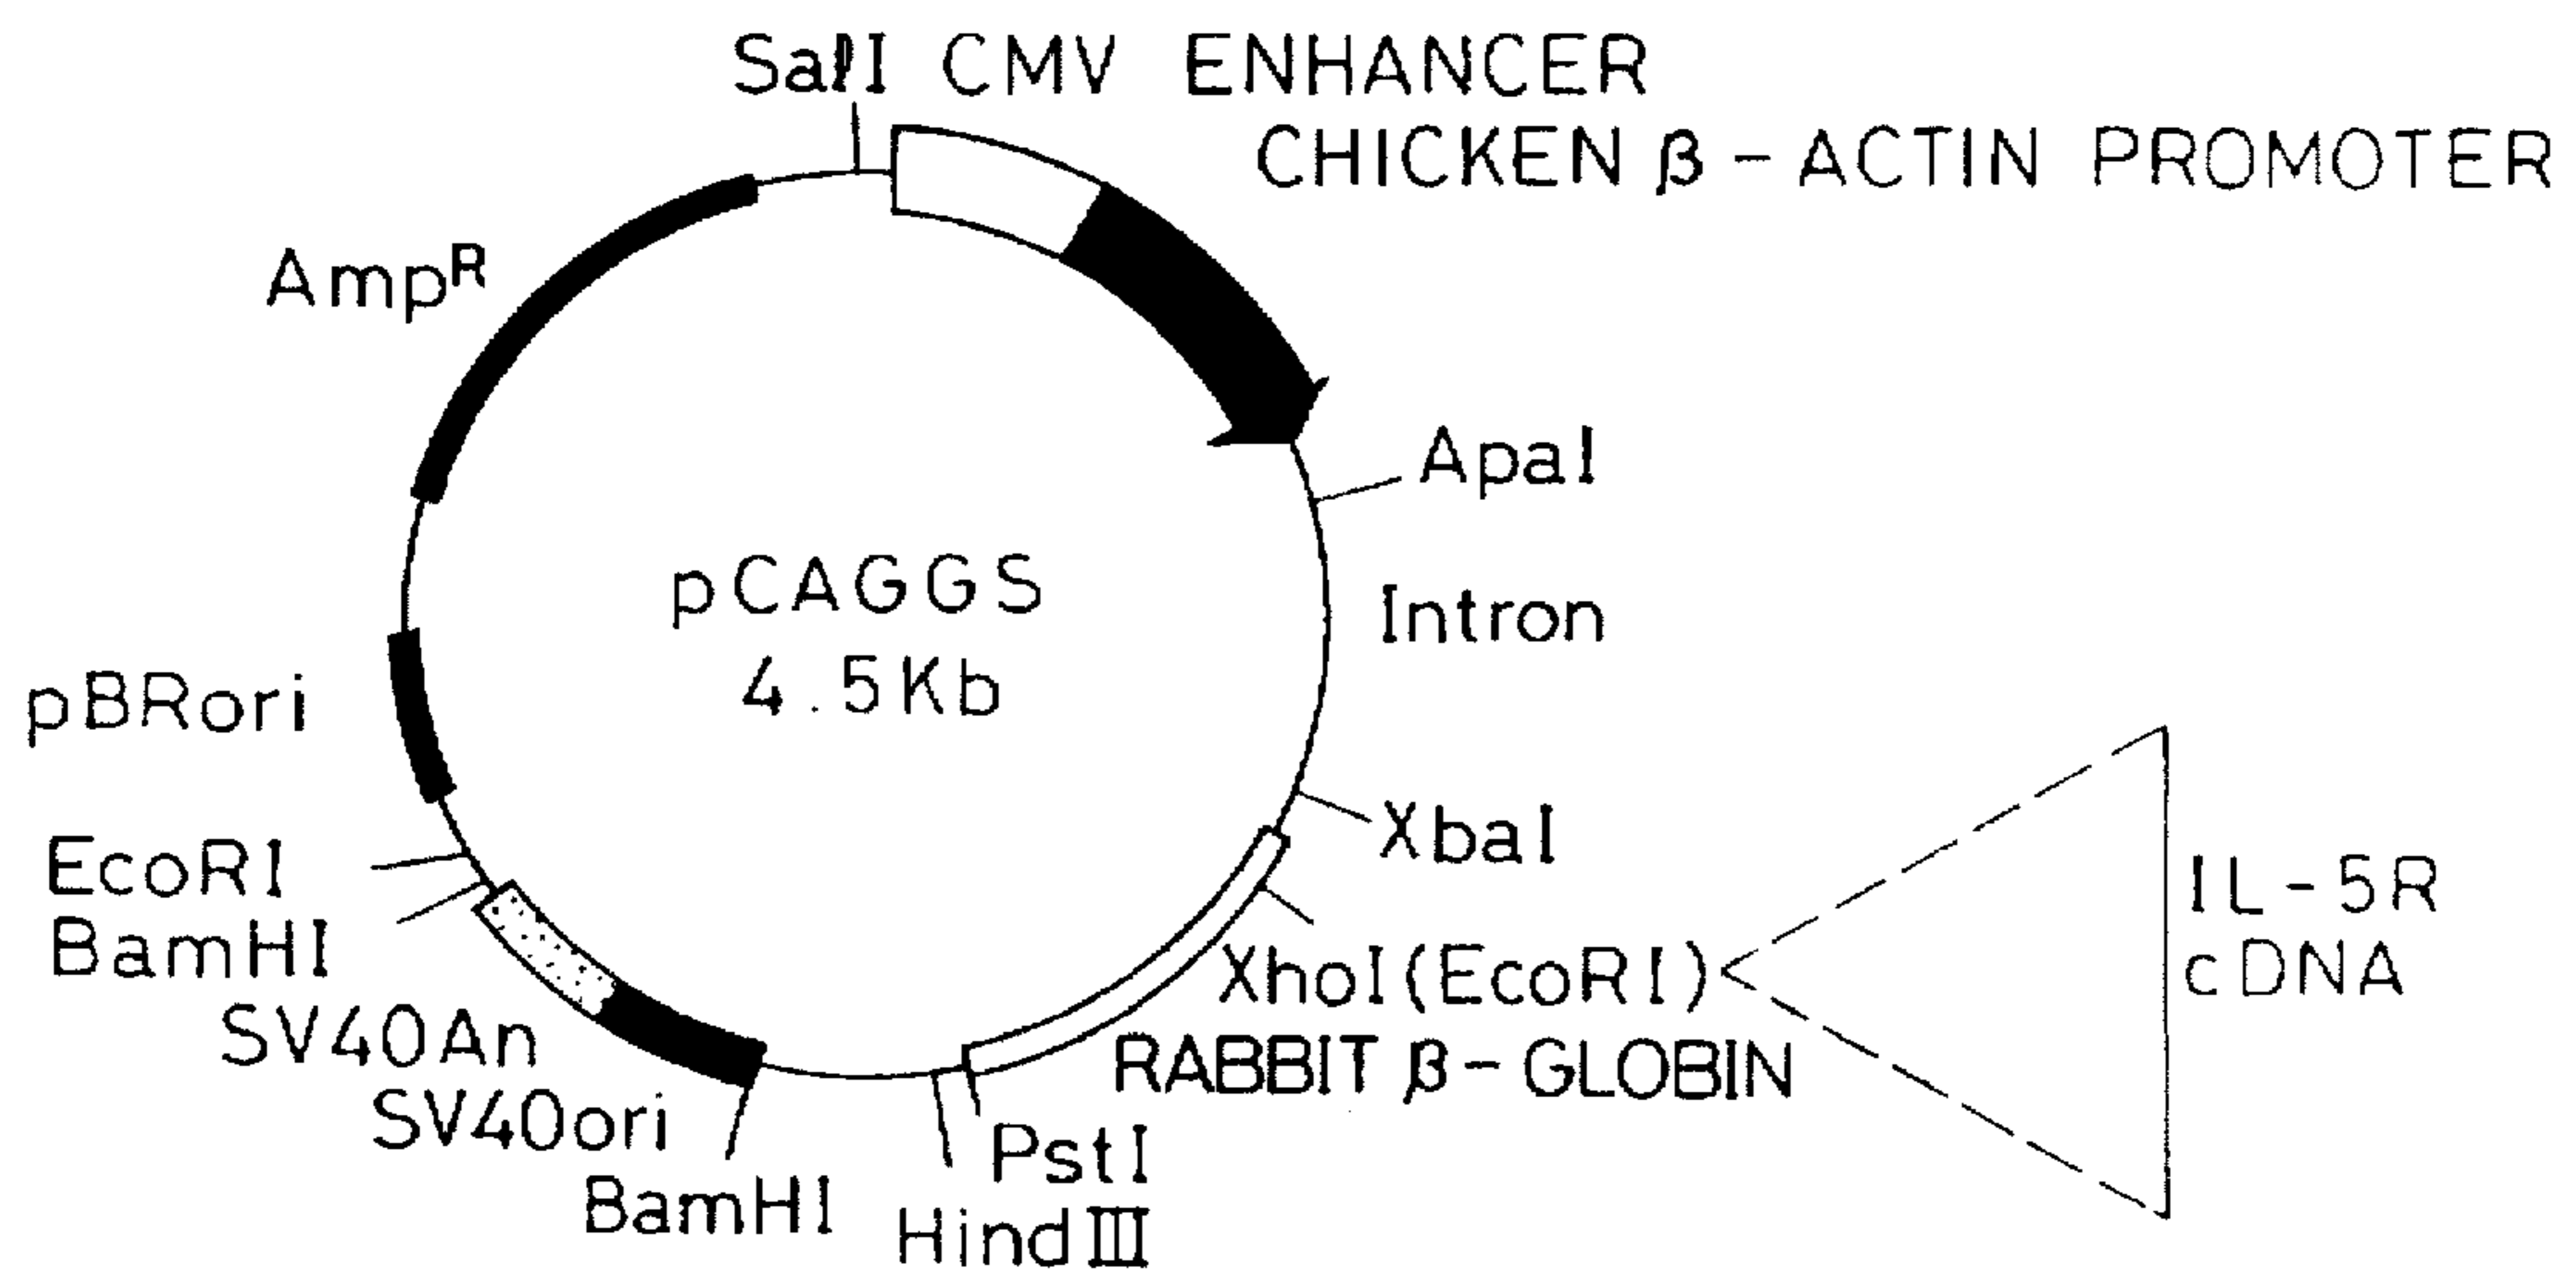 SalI CMV ENHANCER
CHICKEN β - ACTIN PROMOTER
Amp^R
ApaI
pCAGGS
4.5Kb
Intron
pBRori
XbaI
EcoRI
BamHI
IL-5R
cDNA
XhoI(EcoRI)
RABBIT β-GLOBIN
SV40An
SV40ori
PstI
BamHI
HindIII